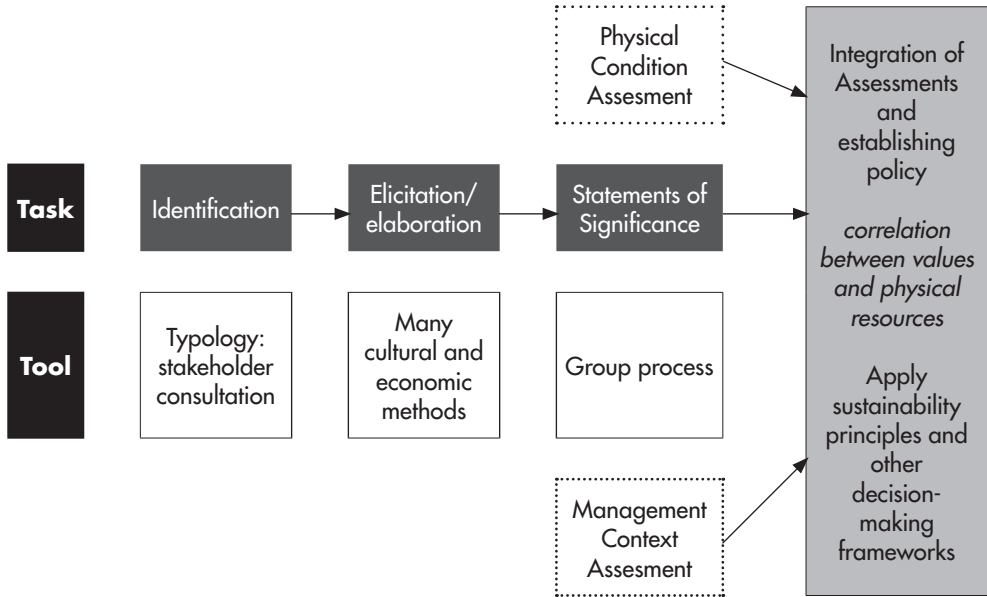 Physical
Condition
Assesment
Integration of
Assessments
and
establishing
policy
correlation
between values
and physical
resources
Apply
sustainability
principles and
other
decision-
making
frameworks
Task
Identification
Elicitation/
elaboration
Statements of
Significance
Tool
Typology:
stakeholder
consultation
Many
cultural and
economic
methods
Group process
Management
Context
Assesment